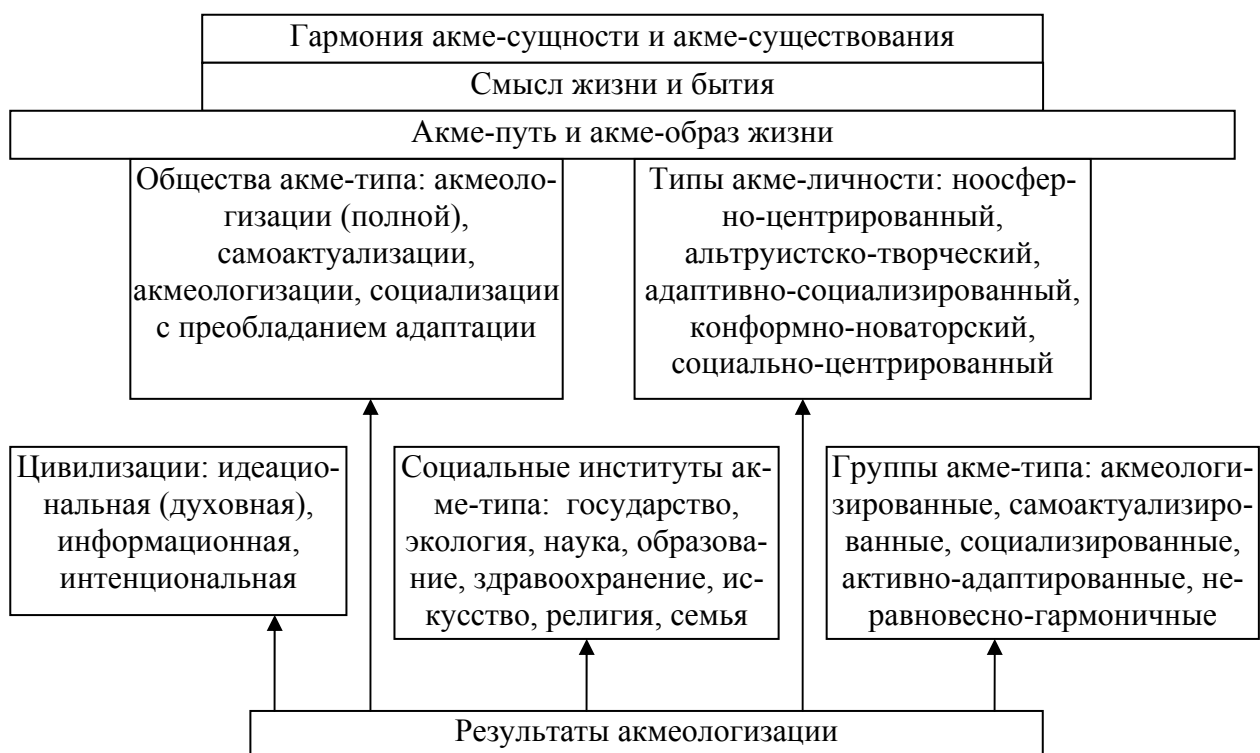 Гармония акме-сущности и акме-существования
Смысл жизни и бытия
Акме-путь и акме-образ жизни
Общества акме-типа: акмеоло-
гизации (полной),
самоактуализации,
акмеологизации, социализации
с преобладанием адаптации
Типы акме-личности: ноосфер-
но-центрированный,
альтруистско-творческий,
адаптивно-социализированный,
конформно-новаторский,
социально-центрированный
Цивилизации: идеацио-
нальная (духовная),
информационная,
интенциональная
Социальные институты ак-
ме-типа: государство,
экология, наука, образова-
ние, здравоохранение, ис-
кусство, религия, семья
Группы акме-типа: акмеологи-
зированные, самоактуализиро-
ванные, социализированные,
активно-адаптированные, не-
равновесно-гармоничные
Результаты акмеологизации